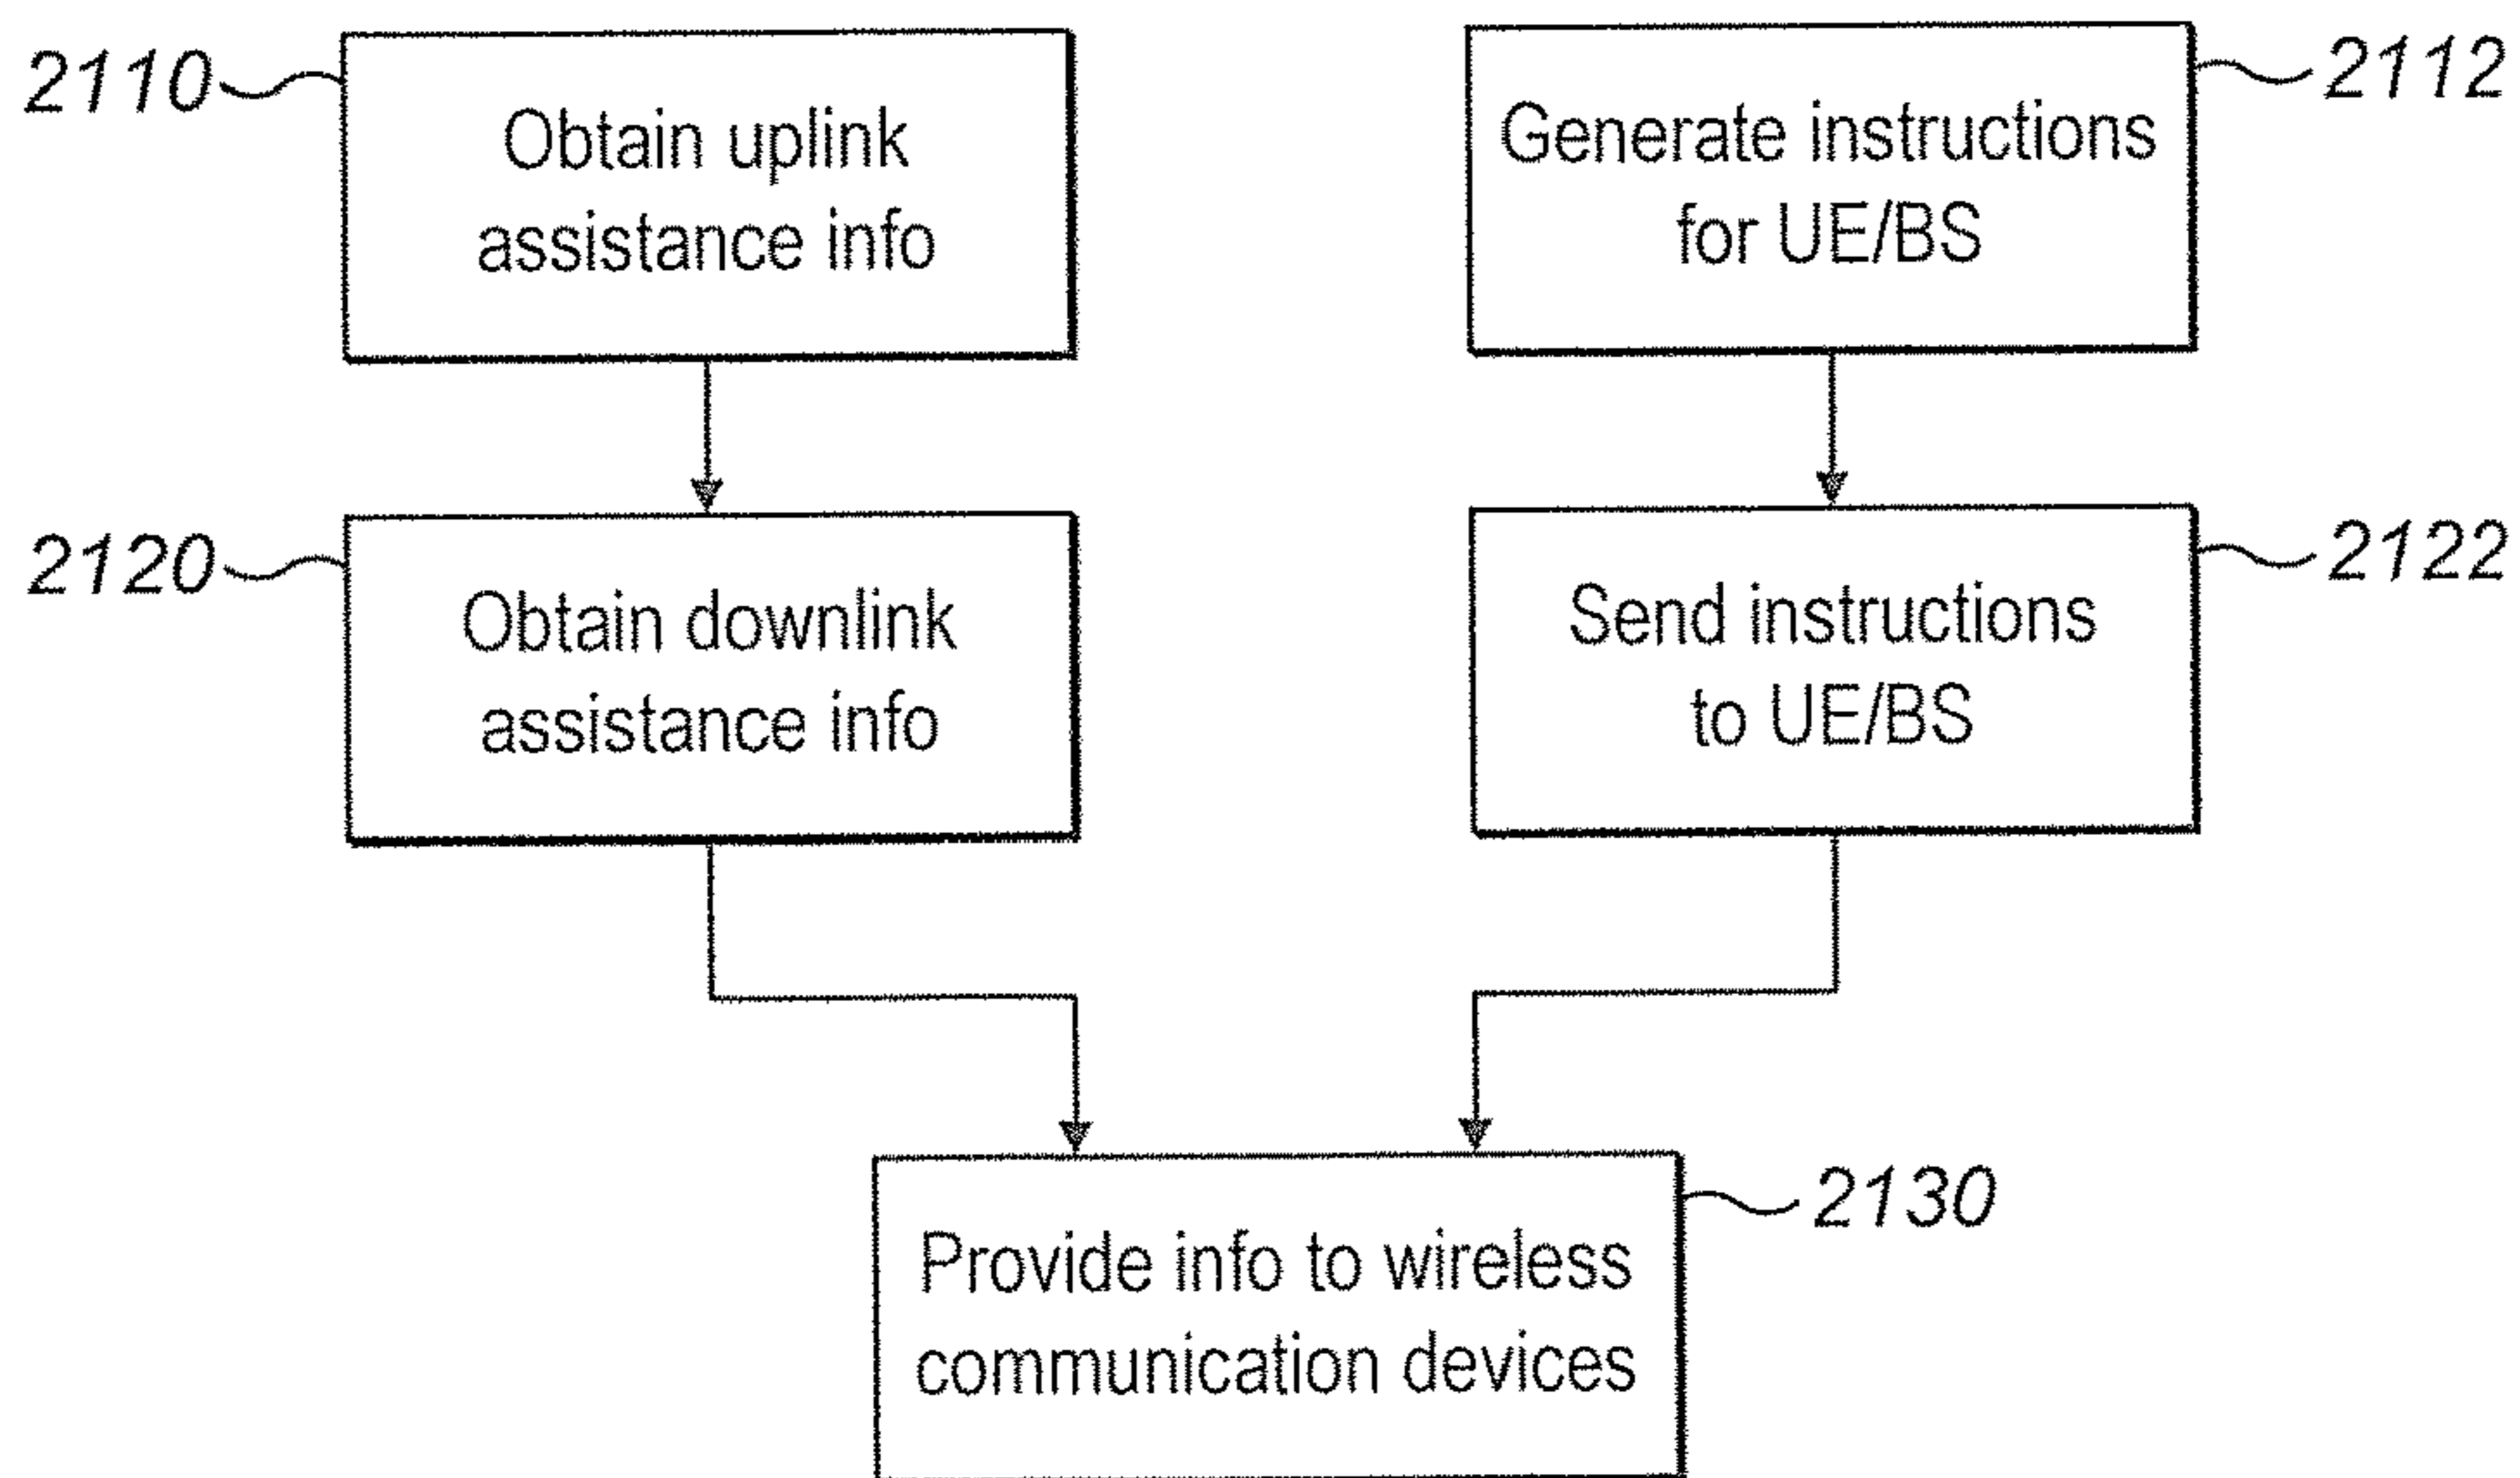 2110
Obtain uplink
assistance info
2112
Generate instructions
for UE/BS
2120
Obtain downlink
assistance info
2122
Send instructions
to UE/BS
2130
Provide info to wireless
communication devices